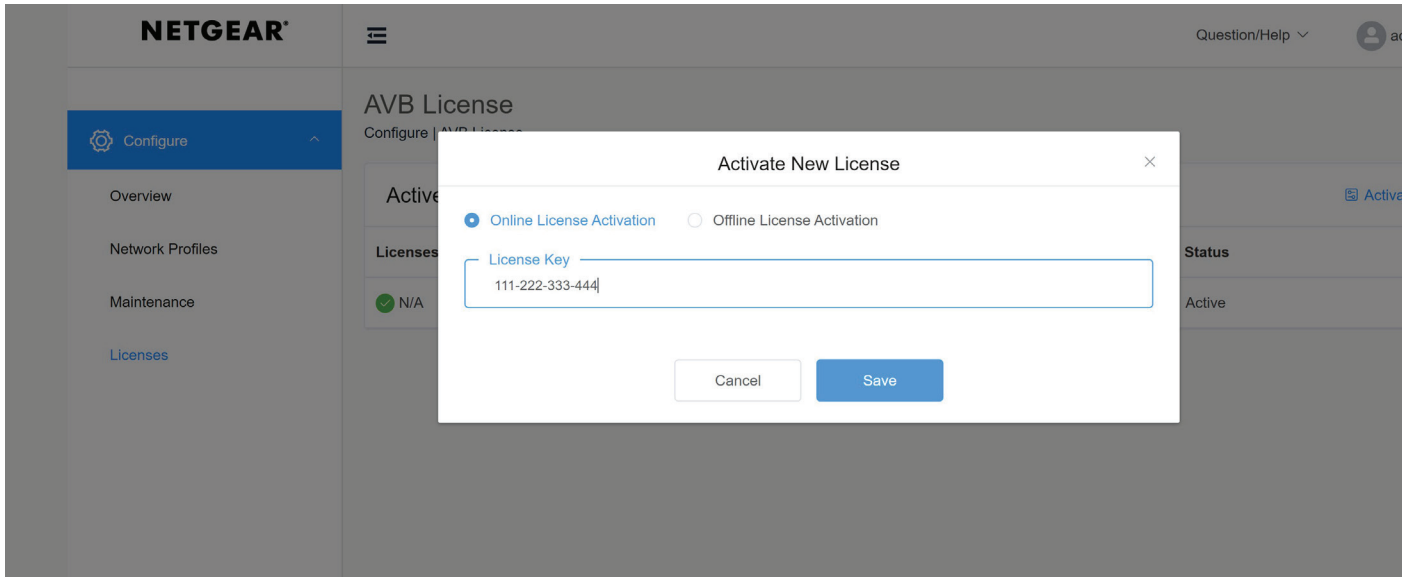 NETGEAR®
Question/Help
AVB License
Configure |
Activate New License
Configure
Overview
Online License Activation
Offline License Activation
Network Profiles
Licenses
License Key
Status
111-222-333-444
Maintenance
N/A
Active
Licenses
Cancel
Save